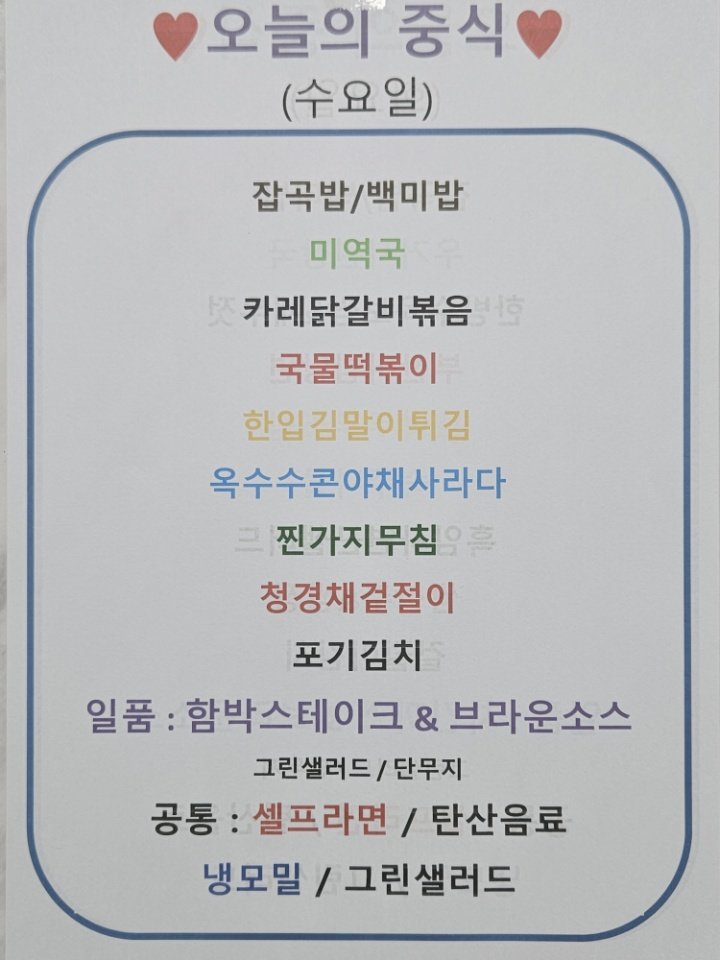 ♥오늘의 중식♥
(수요일)
잡곡밥/백미밥
미역국
카레닭갈비볶음
국물떡볶이
한입김말이튀김
옥수수콘야채사라다
찐가지무침
청경채겉절이
포기김치
일품 : 함박스테이크 & 브라운소스
그린샐러드 / 단무지
공통 : 셀프라면 / 탄산음료
냉모밀 / 그린샐러드